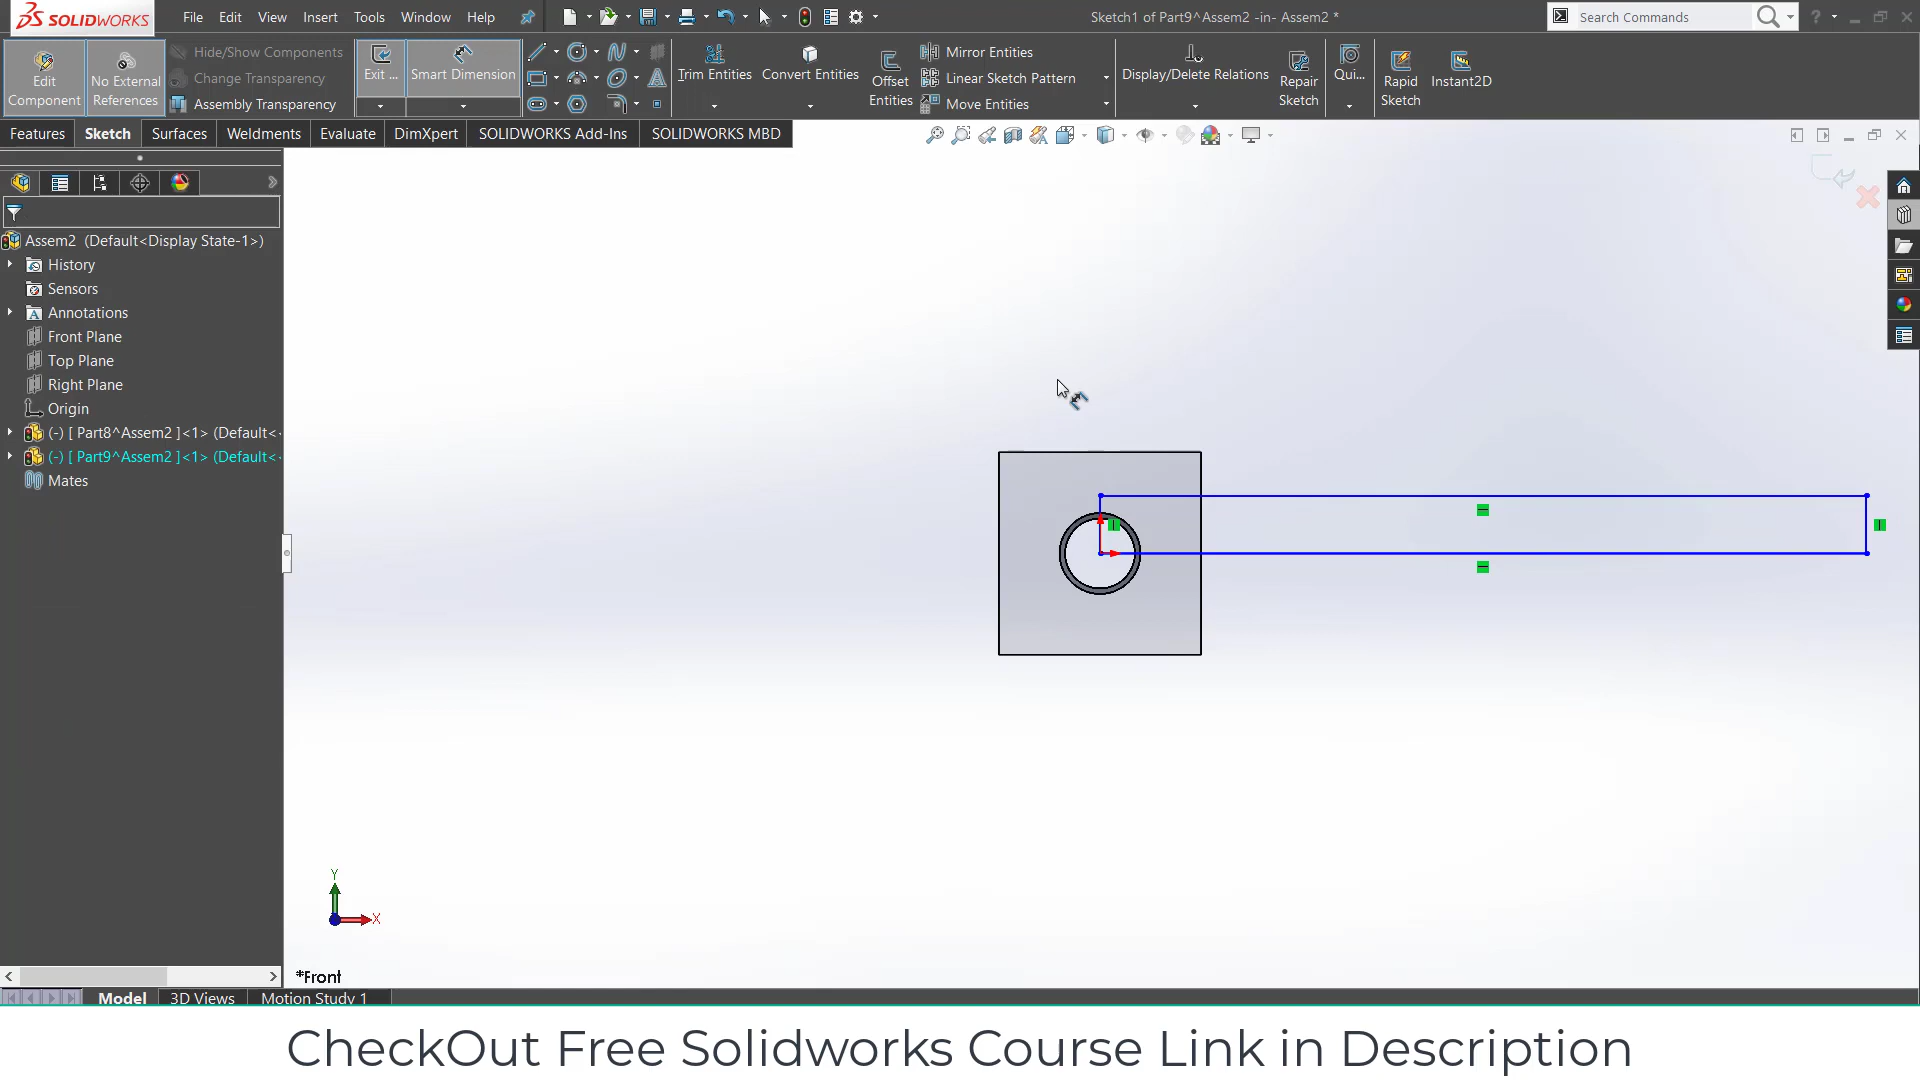 SOLIDWORKS
File Edit View Insert Tools Window Help
Sketch1 of Part9^Assem2 -in- Assem2 *
Search Commands
?
Edit Component
No External References
Hide/Show Components
Change Transparency
Assembly Transparency
Exit ...
Smart Dimension
Trim Entities
Convert Entities
Offset Entities
Mirror Entities
Linear Sketch Pattern
Move Entities
Display/Delete Relations
Repair Sketch
Qui...
Rapid Sketch
Instant2D
Features Sketch Surfaces Weldments Evaluate DimXpert SOLIDWORKS Add-Ins SOLIDWORKS MBD
Assem2 (Default<Display State-1>)
History
Sensors
Annotations
Front Plane
Top Plane
Right Plane
Origin
(-) [ Part8^Assem2 ]<1> (Default<
(-) [ Part9^Assem2 ]<1> (Default<
Mates
Y
X
*Front
Model 3D Views Motion Study 1
CheckOut Free Solidworks Course Link in Description